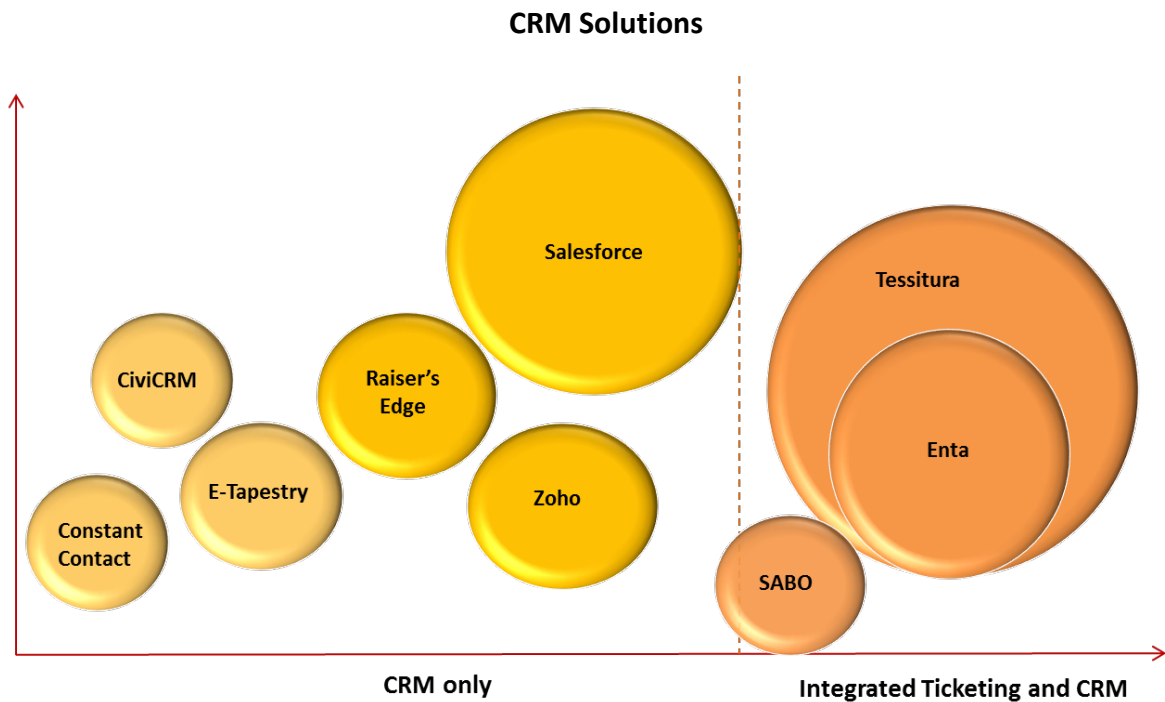 CRM Solutions
Salesforce
Tessitura
CiviCRM
Raiser’s
Edge
Enta
E-Tapestry
Zoho
Constant
Contact
SABO
CRM only
Integrated Ticketing and CRM